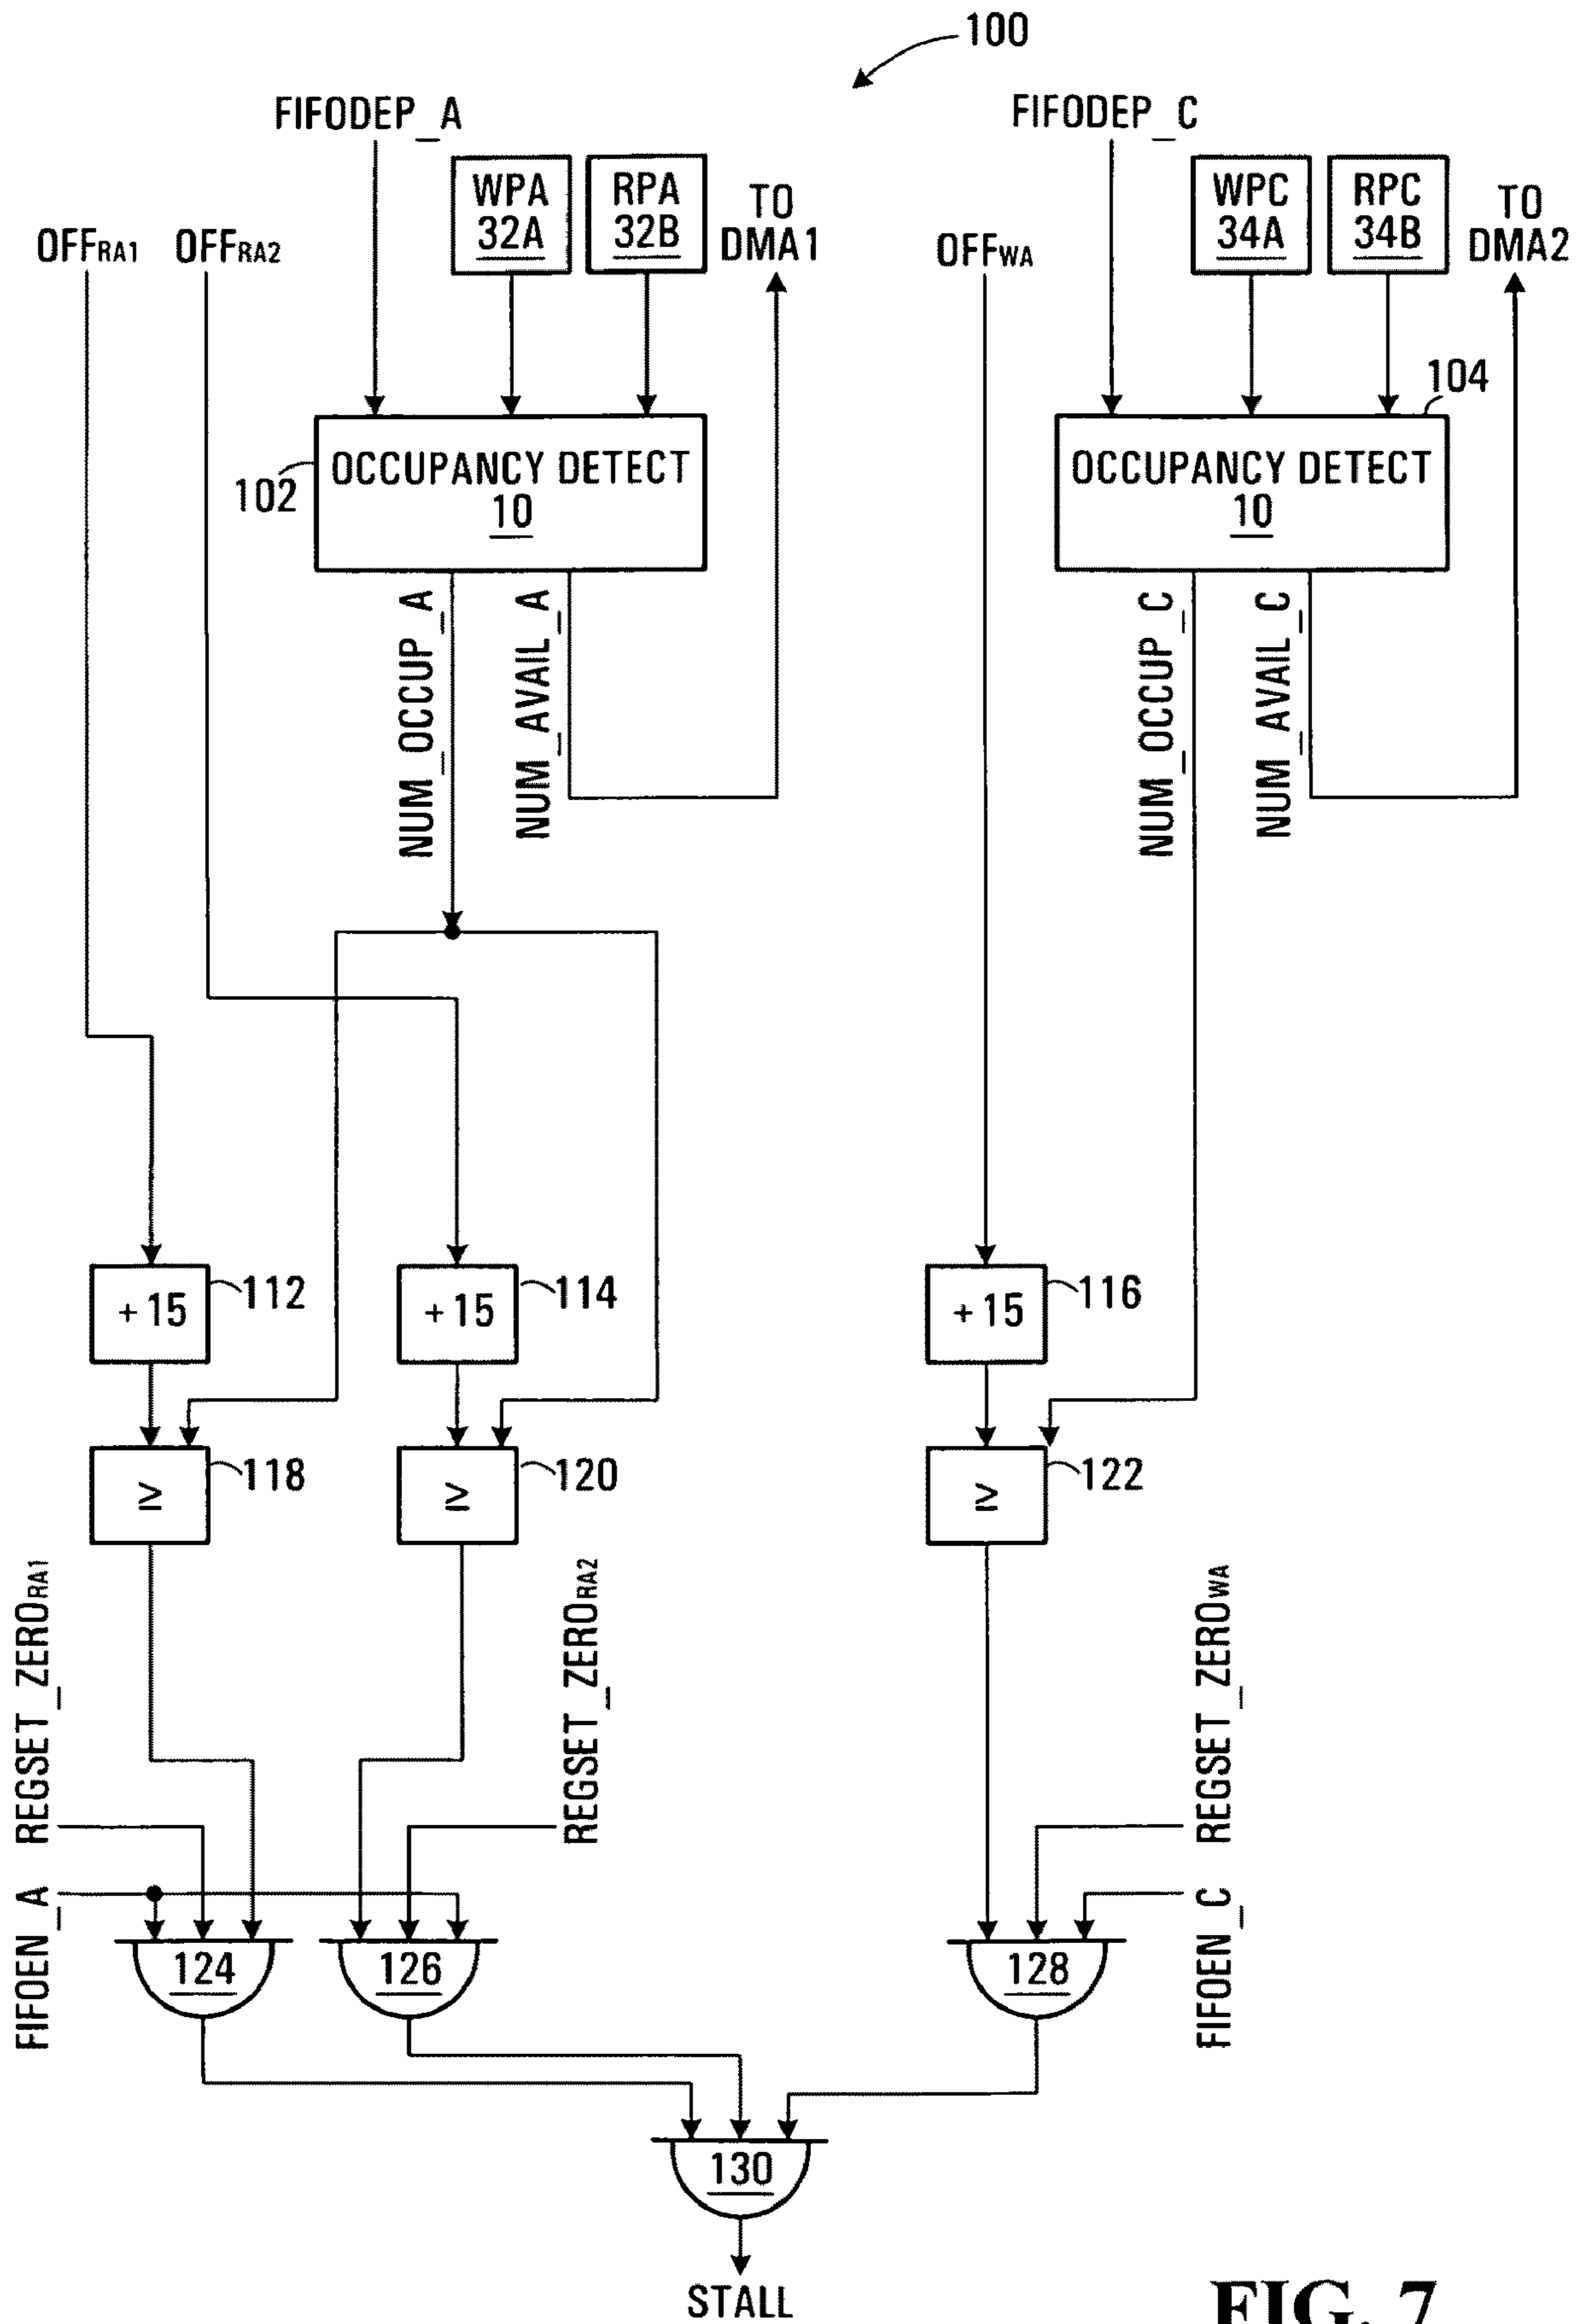 100
FIFODEP_A
FIFODEP_C
WPA
32A
RPA
32B
TO
DMA1
WPC
34A
RPC
34B
TO
DMA2
OFFRA1
OFFRA2
OFFWA
104
OCCUPANCY DETECT
10
102
OCCUPANCY DETECT
10
NUM_OCCUP_A
NUM_AVAIL_A
NUM_OCCUP_C
NUM_AVAIL_C
+15
112
+15
114
+15
116
≥
118
≥
120
≥
122
REGSET_ZERORA1
REGSET_ZERORA2
REGSET_ZEROWA
FIFOEN_A
FIFOEN_C
124
126
128
130
STALL
FIG. 7